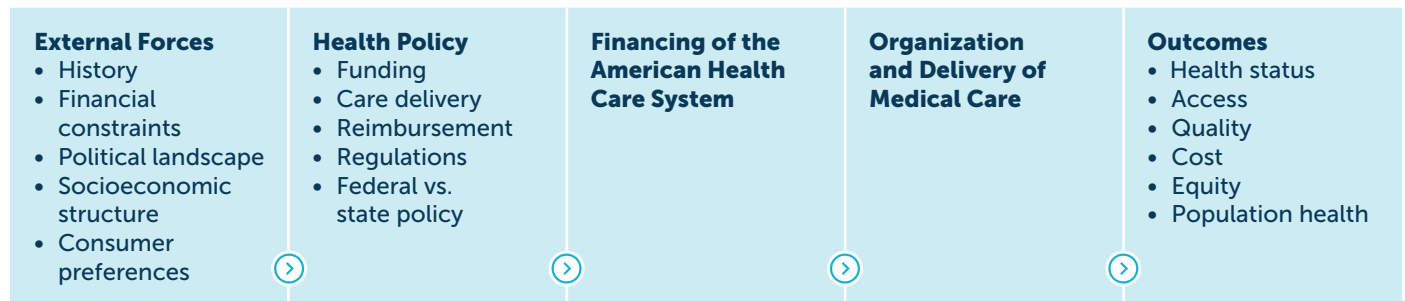 External Forces
• History
• Financial
constraints
• Political landscape
• Socioeconomic
structure
• Consumer
preferences
Health Policy
• Funding
• Care delivery
• Reimbursement
• Regulations
• Federal vs.
state policy
Financing of the
American Health
Care System
Organization
and Delivery of
Medical Care
Outcomes
• Health status
• Access
• Quality
• Cost
• Equity
• Population health